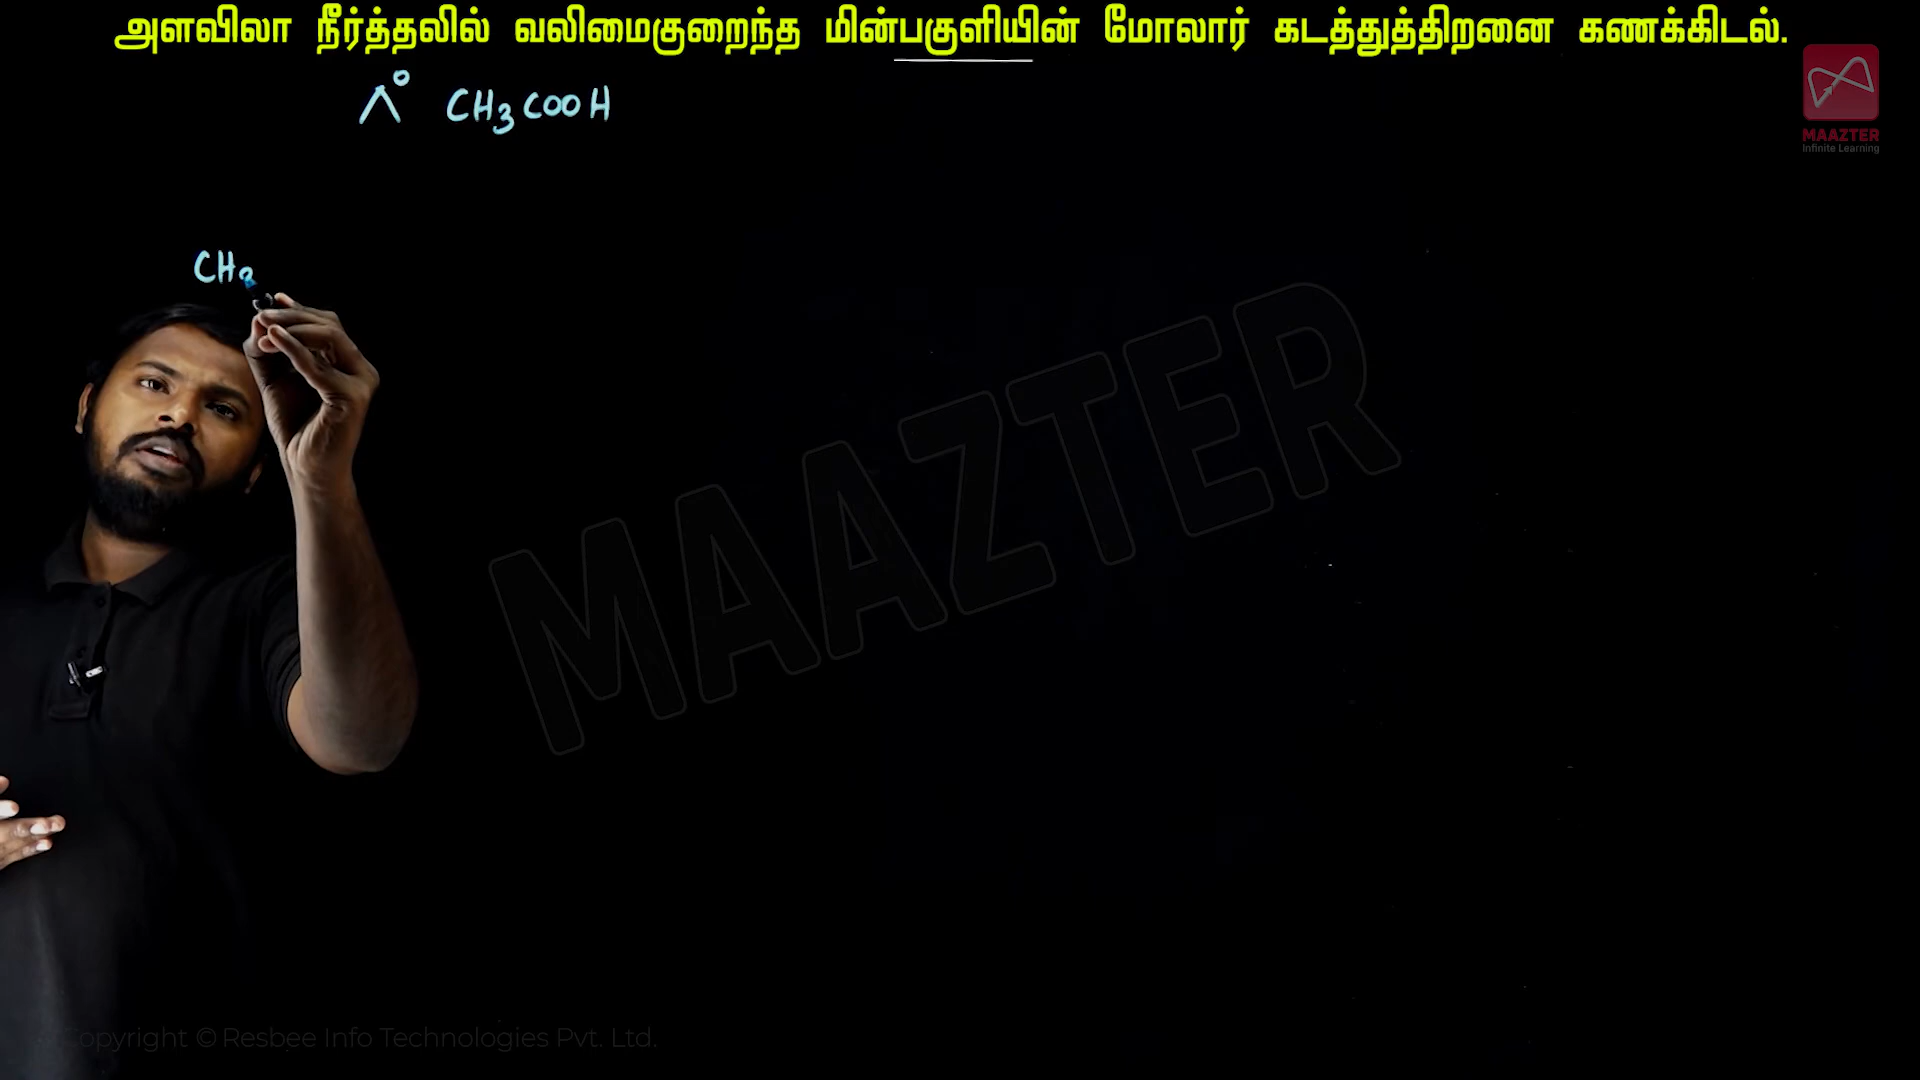 அளவிலா நீர்த்தலில் வலிமைகுறைந்த மின்பகுளியின் மோலார் கடத்துத்திறனை கணக்கிடல்.
Λ° CH₃COOH
MAAZTER
Infinite Learning
CH₃
MAAZTER
Copyright © Resbee Info Technologies Pvt. Ltd.